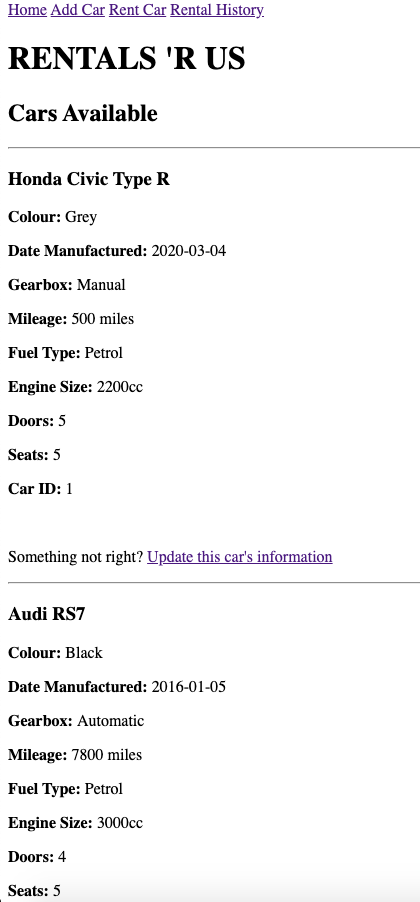 Home Add Car Rent Car Rental History
RENTALS 'R US
Cars Available
Honda Civic Type R
Colour: Grey
Date Manufactured: 2020-03-04
Gearbox: Manual
Mileage: 500 miles
Fuel Type: Petrol
Engine Size: 2200cc
Doors: 5
Seats: 5
Car ID: 1
Something not right? Update this car's information
Audi RS7
Colour: Black
Date Manufactured: 2016-01-05
Gearbox: Automatic
Mileage: 7800 miles
Fuel Type: Petrol
Engine Size: 3000cc
Doors: 4
Seats: 5